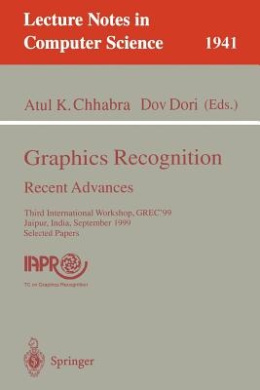 Lecture Notes in
Computer Science 1941
Atul K. Chhabra Dov Dori (Eds.)
Graphics Recognition
Recent Advances
Third International Workshop, GREC'99
Jaipur, India, September 1999
Selected Papers
IAPR
TC on Graphics Recognition
Springer